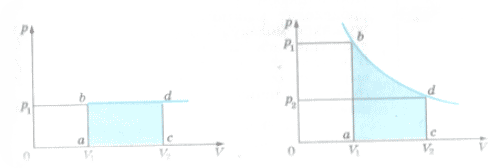 p
b d
p₁
a c
0 V₁ V₂ V
p
p₁ b
p₂ d
a c
0 V₁ V₂ V